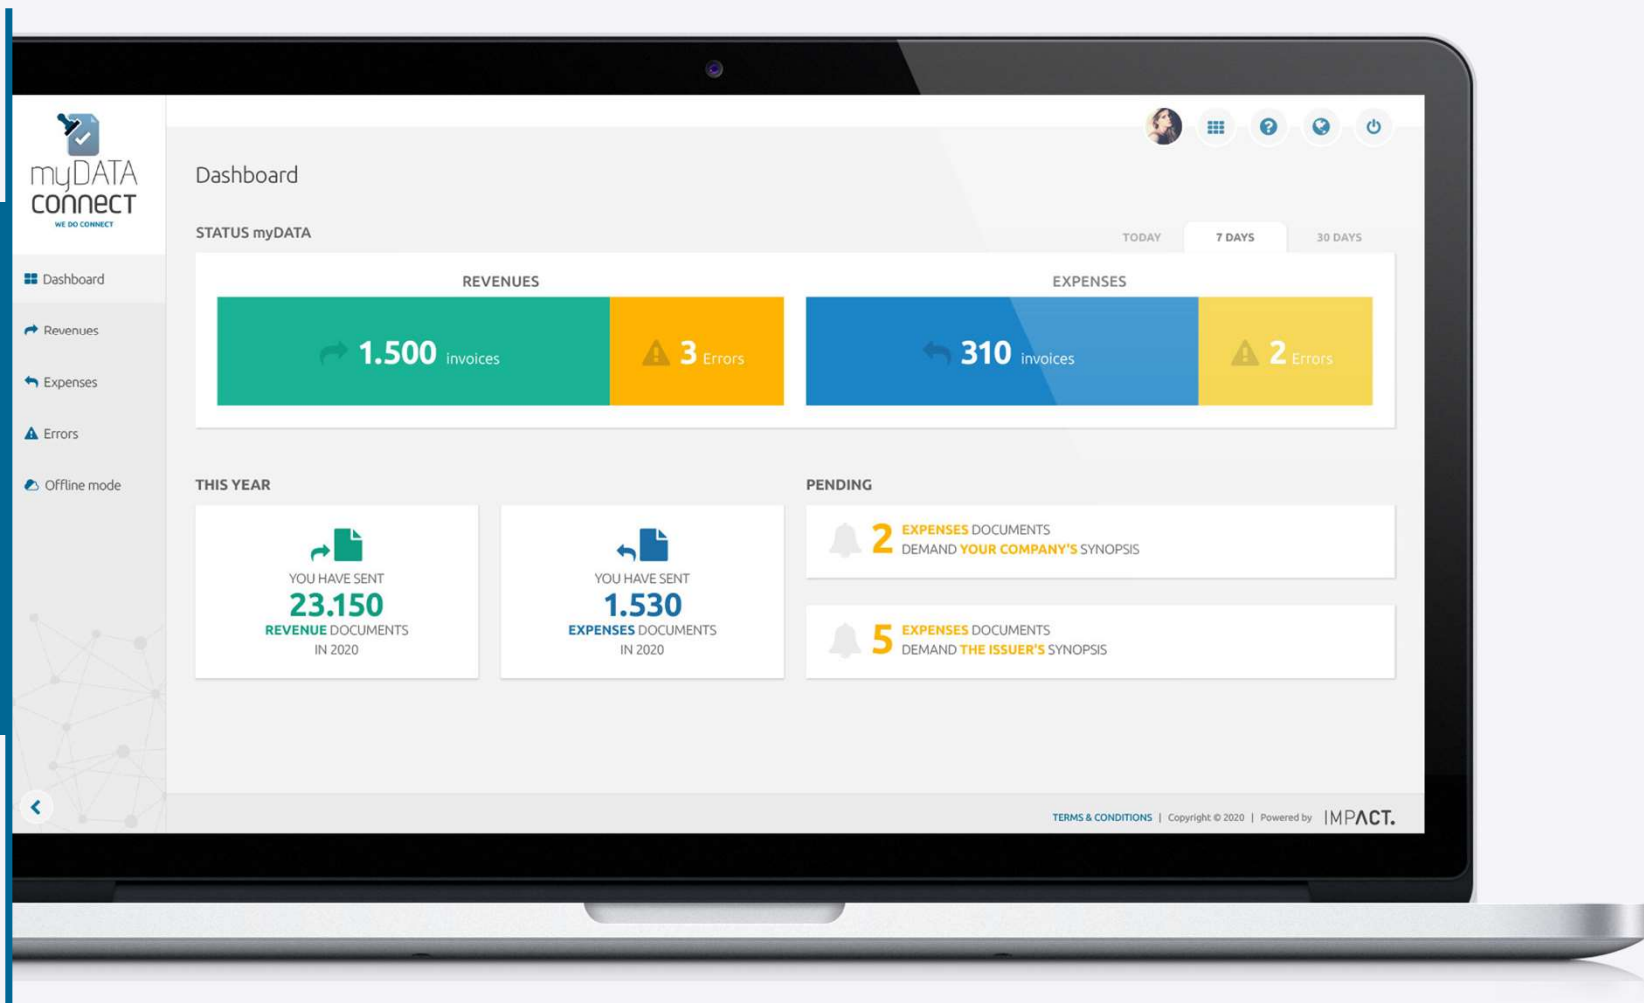 myDATA
connect
WE DO CONNECT
Dashboard
Revenues
Expenses
Errors
Offline mode
Dashboard
STATUS myDATA
TODAY 7 DAYS 30 DAYS
REVENUES
1.500 invoices
3 Errors
EXPENSES
310 invoices
2 Errors
THIS YEAR
YOU HAVE SENT
23.150
REVENUE DOCUMENTS
IN 2020
YOU HAVE SENT
1.530
EXPENSES DOCUMENTS
IN 2020
PENDING
2 EXPENSES DOCUMENTS
DEMAND YOUR COMPANY'S SYNOPSIS
5 EXPENSES DOCUMENTS
DEMAND THE ISSUER'S SYNOPSIS
TERMS & CONDITIONS | Copyright © 2020 | Powered by IMPACT.